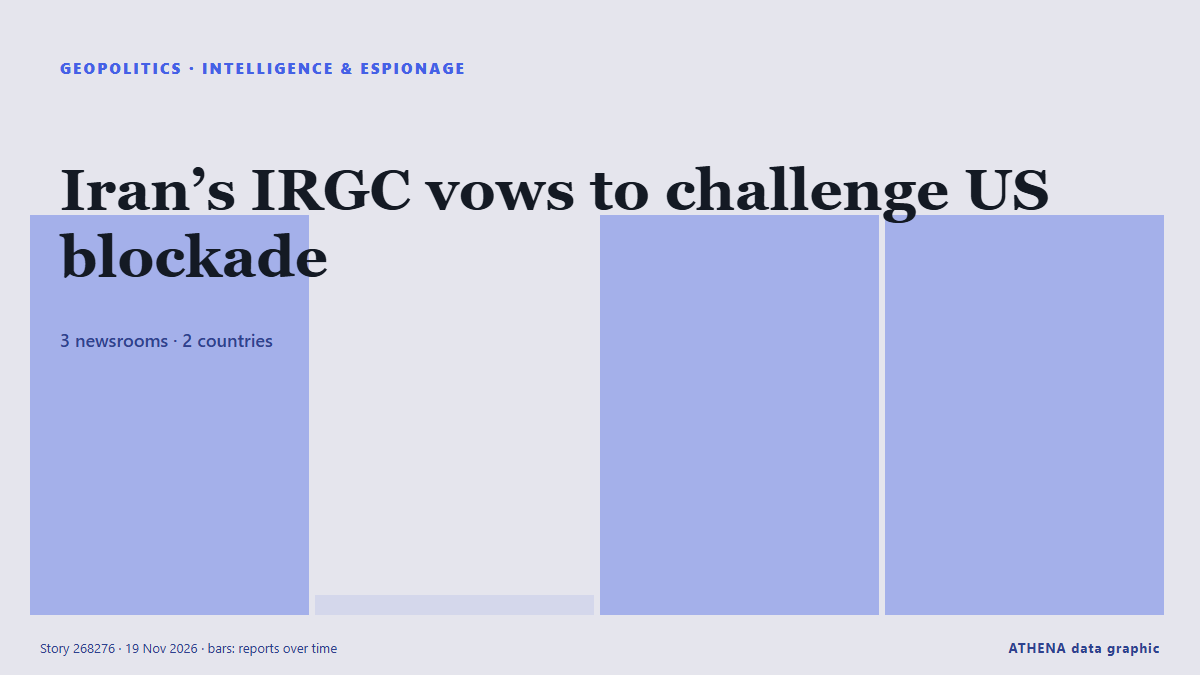 GEOPOLITICS · INTELLIGENCE & ESPIONAGE
Iran’s IRGC vows to challenge US
blockade
3 newsrooms · 2 countries
Story 268276 · 19 Nov 2026 · bars: reports over time
ATHENA data graphic